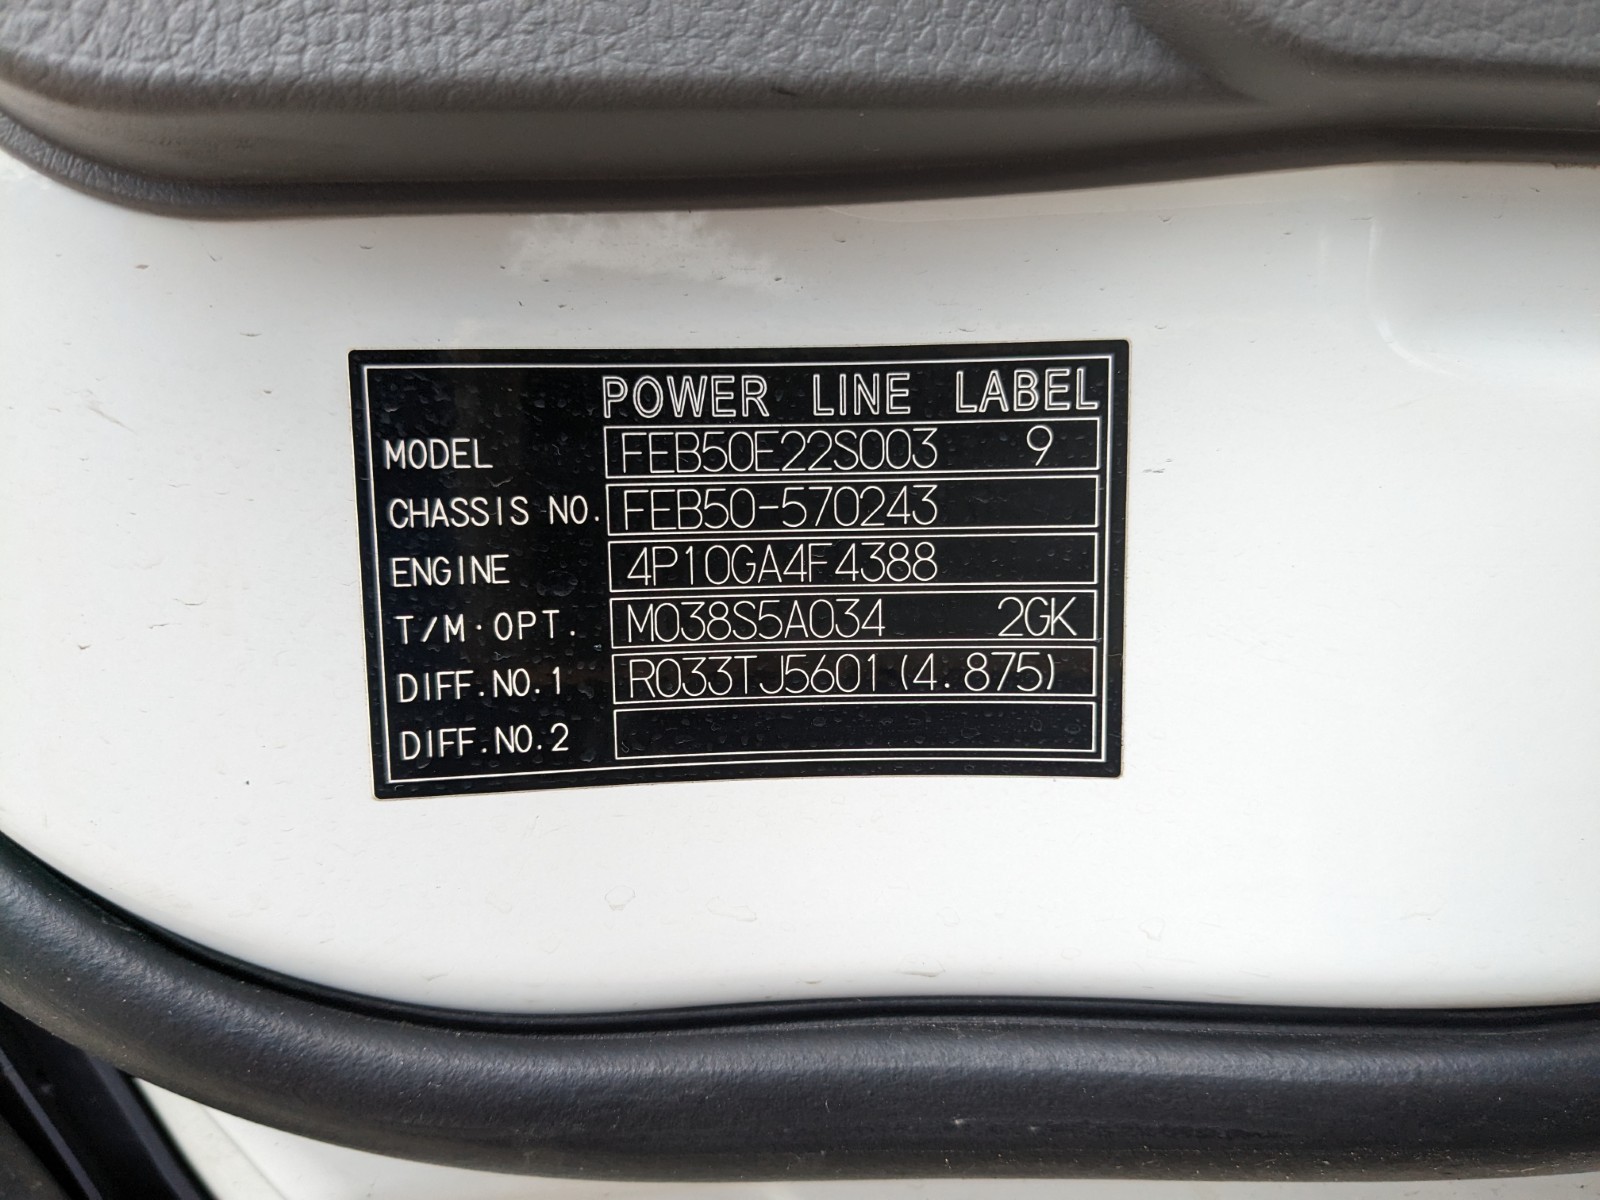 POWER LINE LABEL
MODEL FEB50E22S003 9
CHASSIS NO. FEB50-570243
ENGINE 4P10GA4F4388
T/M·OPT. M038S5A034 2GK
DIFF.NO.1 R033TJ5601(4.875)
DIFF.NO.2